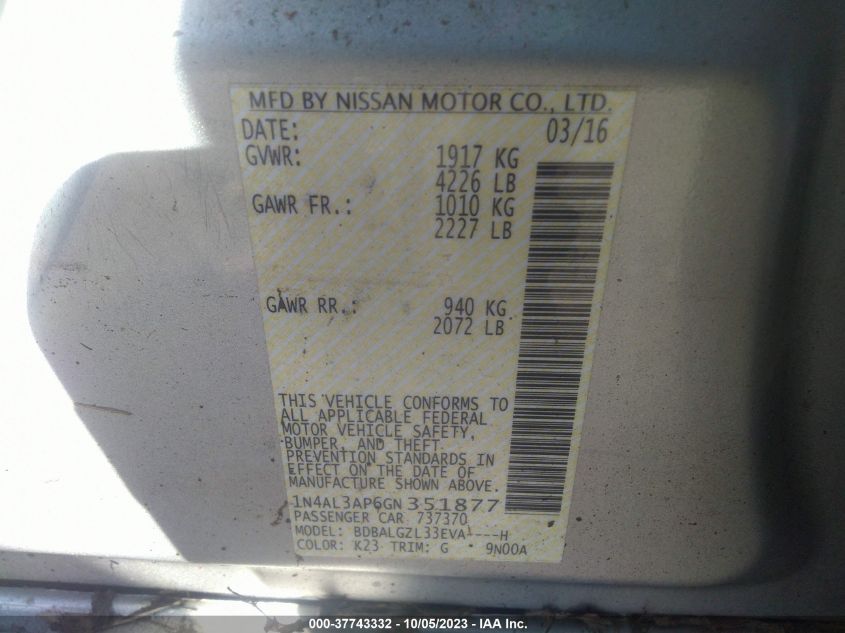 MFD BY NISSAN MOTOR CO., LTD.
DATE: 03/16
GVWR: 1917 KG
4226 LB
GAWR FR.: 1010 KG
2227 LB
GAWR RR.: 940 KG
2072 LB
THIS VEHICLE CONFORMS TO
ALL APPLICABLE FEDERAL
MOTOR VEHICLE SAFETY,
BUMPER, AND THEFT
PREVENTION STANDARDS IN
EFFECT ON THE DATE OF
MANUFACTURE SHOWN ABOVE.
1N4AL3AP6GN351877
PASSENGER CAR 737370
MODEL: BDBALGZL33EVA----H
COLOR: K23 TRIM: G 9N00A
000-37743332 - 10/05/2023 - IAA Inc.